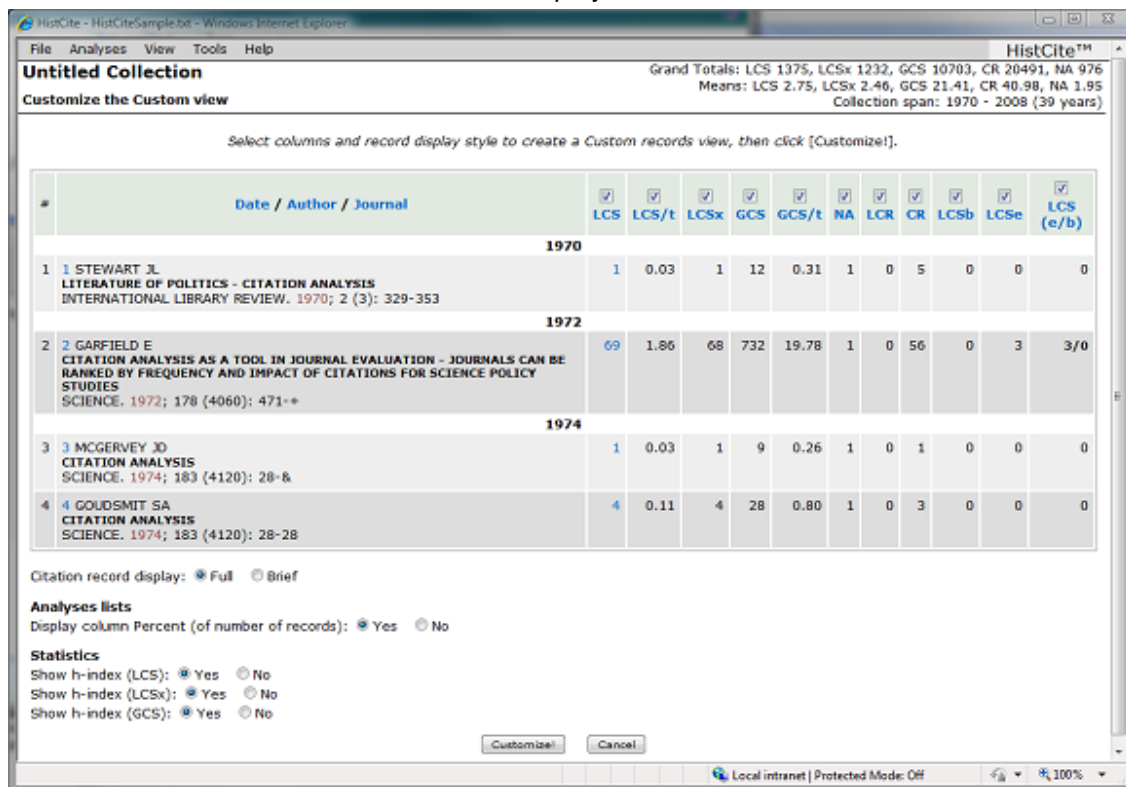 HistCite - HistCiteSample.txt - Windows Internet Explorer
File Analyses View Tools Help HistCite™
Untitled Collection Grand Totals: LCS 1375, LCSx 1232, GCS 10703, CR 20491, NA 976
Means: LCS 2.75, LCSx 2.46, GCS 21.41, CR 40.98, NA 1.95
Customize the Custom view Collection span: 1970 - 2008 (39 years)
Select columns and record display style to create a Custom records view, then click [Customize!].
# Date / Author / Journal LCS LCS/t LCSx GCS GCS/t NA LCR CR LCSb LCSe LCS (e/b)
1970
1 1 STEWART JL 1 0.03 1 12 0.31 1 0 5 0 0 0
LITERATURE OF POLITICS - CITATION ANALYSIS
INTERNATIONAL LIBRARY REVIEW. 1970; 2 (3): 329-353
1972
2 2 GARFIELD E 69 1.86 68 732 19.78 1 0 56 0 3 3/0
CITATION ANALYSIS AS A TOOL IN JOURNAL EVALUATION - JOURNALS CAN BE
RANKED BY FREQUENCY AND IMPACT OF CITATIONS FOR SCIENCE POLICY
STUDIES
SCIENCE. 1972; 178 (4060): 471-+
1974
3 3 MCGERVEY JD 1 0.03 1 9 0.26 1 0 1 0 0 0
CITATION ANALYSIS
SCIENCE. 1974; 183 (4120): 28-&
4 4 GOUDSMIT SA 4 0.11 4 28 0.80 1 0 3 0 0 0
CITATION ANALYSIS
SCIENCE. 1974; 183 (4120): 28-28
Citation record display: Full Brief
Analyses lists
Display column Percent (of number of records): Yes No
Statistics
Show h-index (LCS): Yes No
Show h-index (LCSx): Yes No
Show h-index (GCS): Yes No
Customize! Cancel
Local intranet | Protected Mode: Off 100%